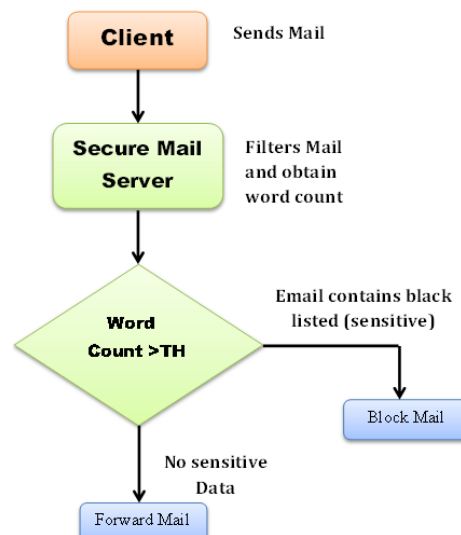 Client
Sends Mail
Secure Mail
Server
Filters Mail
and obtain
word count
Word
Count >TH
Email contains black
listed (sensitive)
Block Mail
No sensitive
Data
Forward Mail